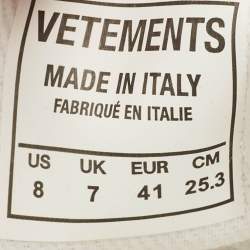 VETEMENTS
MADE IN ITALY
FABRIQUÉ EN ITALIE
US UK EUR CM
8 7 41 25.3